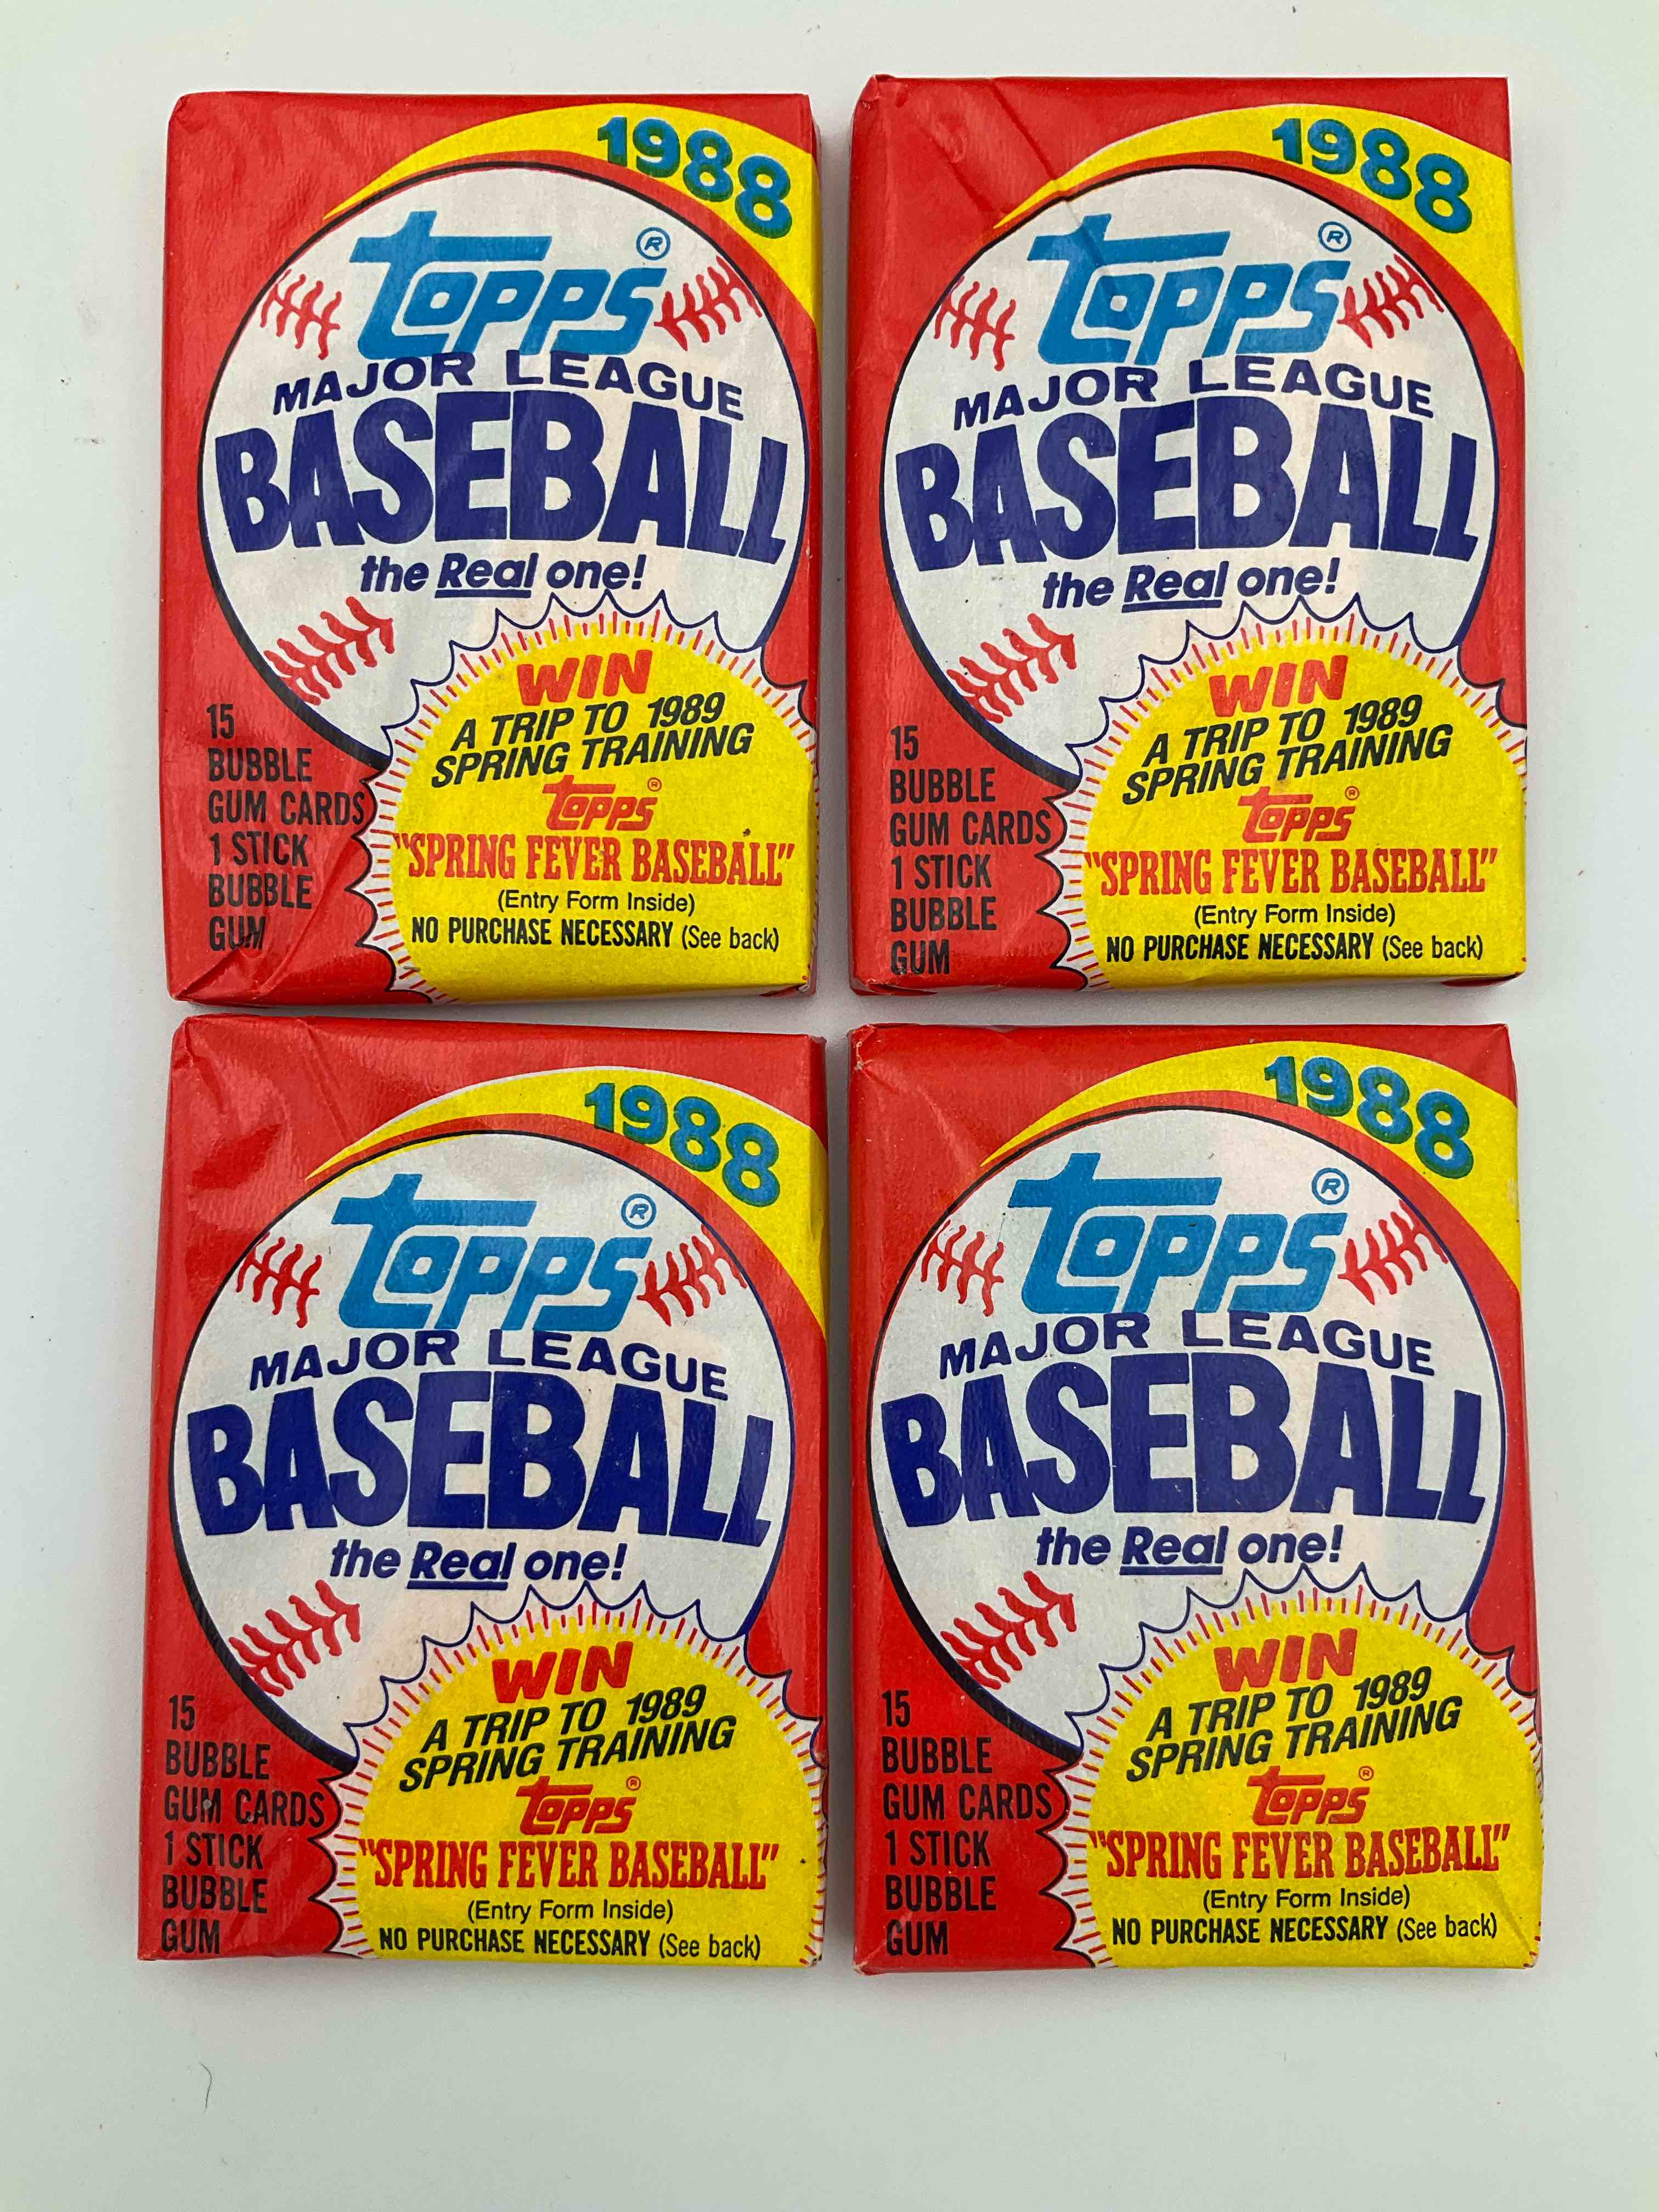 1988
topps®
MAJOR LEAGUE
BASEBALL
the Real one!
WIN
A TRIP TO 1989
SPRING TRAINING
topps®
"SPRING FEVER BASEBALL"
(Entry Form Inside)
NO PURCHASE NECESSARY (See back)
15
BUBBLE
GUM CARDS
1 STICK
BUBBLE
GUM
1988
topps®
MAJOR LEAGUE
BASEBALL
the Real one!
WIN
A TRIP TO 1989
SPRING TRAINING
topps®
"SPRING FEVER BASEBALL"
(Entry Form Inside)
NO PURCHASE NECESSARY (See back)
15
BUBBLE
GUM CARDS
1 STICK
BUBBLE
GUM
1988
topps®
MAJOR LEAGUE
BASEBALL
the Real one!
WIN
A TRIP TO 1989
SPRING TRAINING
topps®
"SPRING FEVER BASEBALL"
(Entry Form Inside)
NO PURCHASE NECESSARY (See back)
15
BUBBLE
GUM CARDS
1 STICK
BUBBLE
GUM
1988
topps®
MAJOR LEAGUE
BASEBALL
the Real one!
WIN
A TRIP TO 1989
SPRING TRAINING
topps®
"SPRING FEVER BASEBALL"
(Entry Form Inside)
NO PURCHASE NECESSARY (See back)
15
BUBBLE
GUM CARDS
1 STICK
BUBBLE
GUM